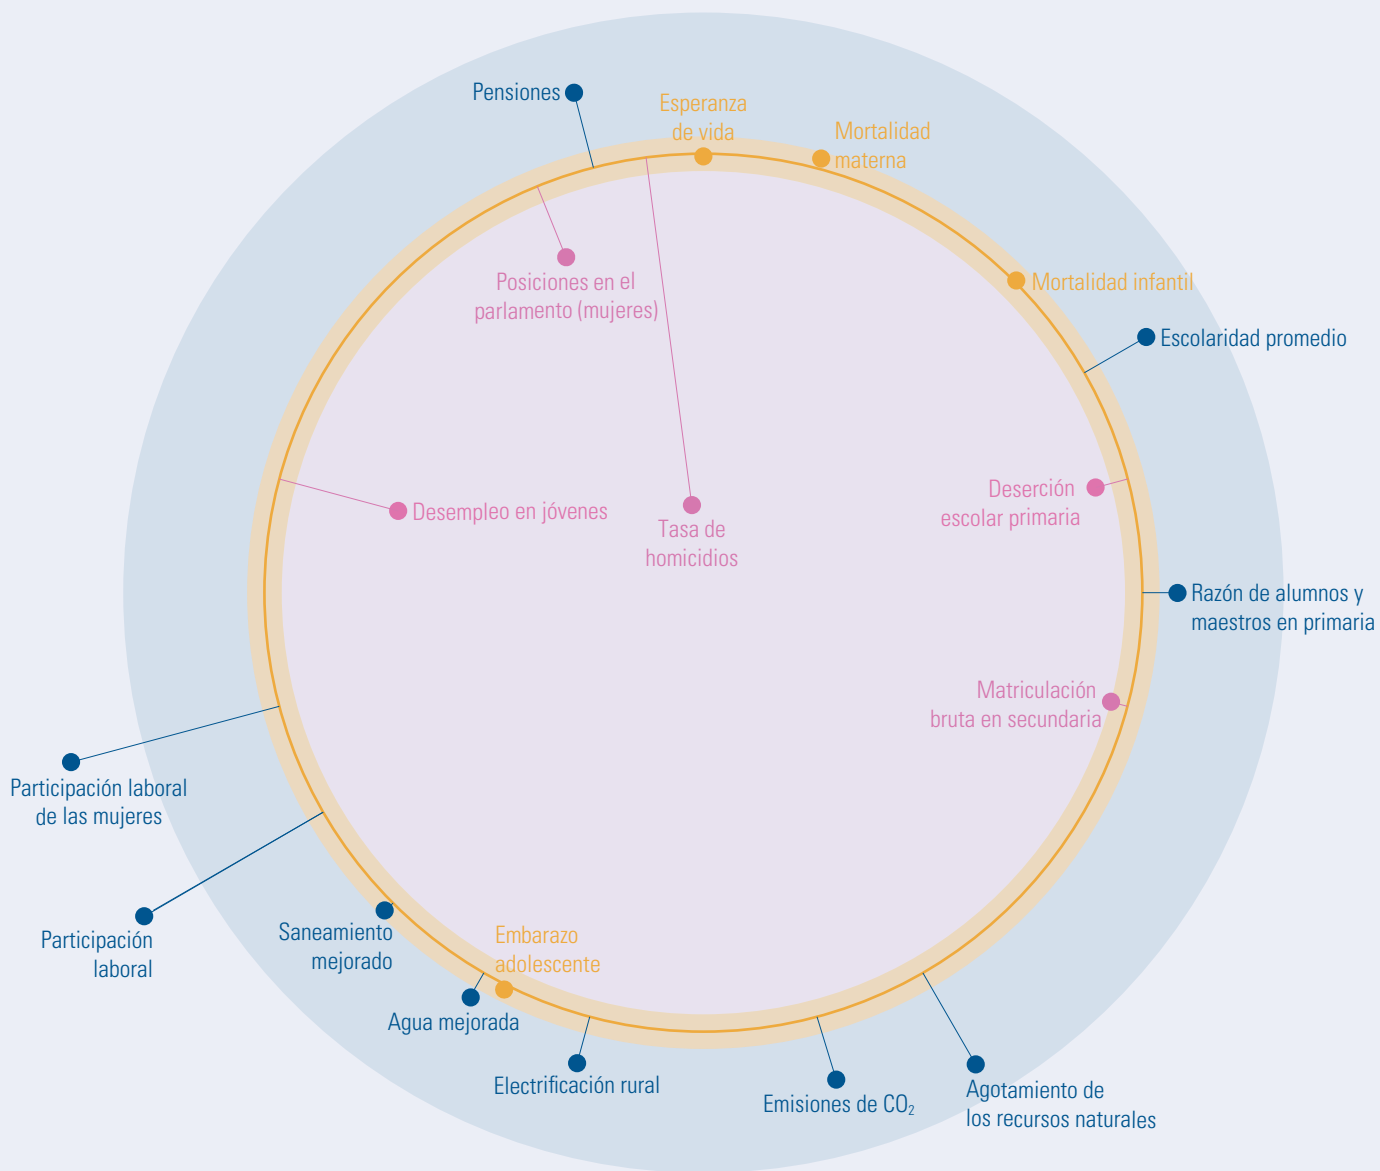 Pensiones
Esperanza
de vida
Mortalidad
materna
Posiciones en el
parlamento (mujeres)
Mortalidad infantil
Escolaridad promedio
Desempleo en jóvenes
Tasa de
homicidios
Deserción
escolar primaria
Razón de alumnos y
maestros en primaria
Matriculación
bruta en secundaria
Participación laboral
de las mujeres
Participación
laboral
Saneamiento
mejorado
Embarazo
adolescente
Agua mejorada
Electrificación rural
Emisiones de CO₂
Agotamiento de
los recursos naturales